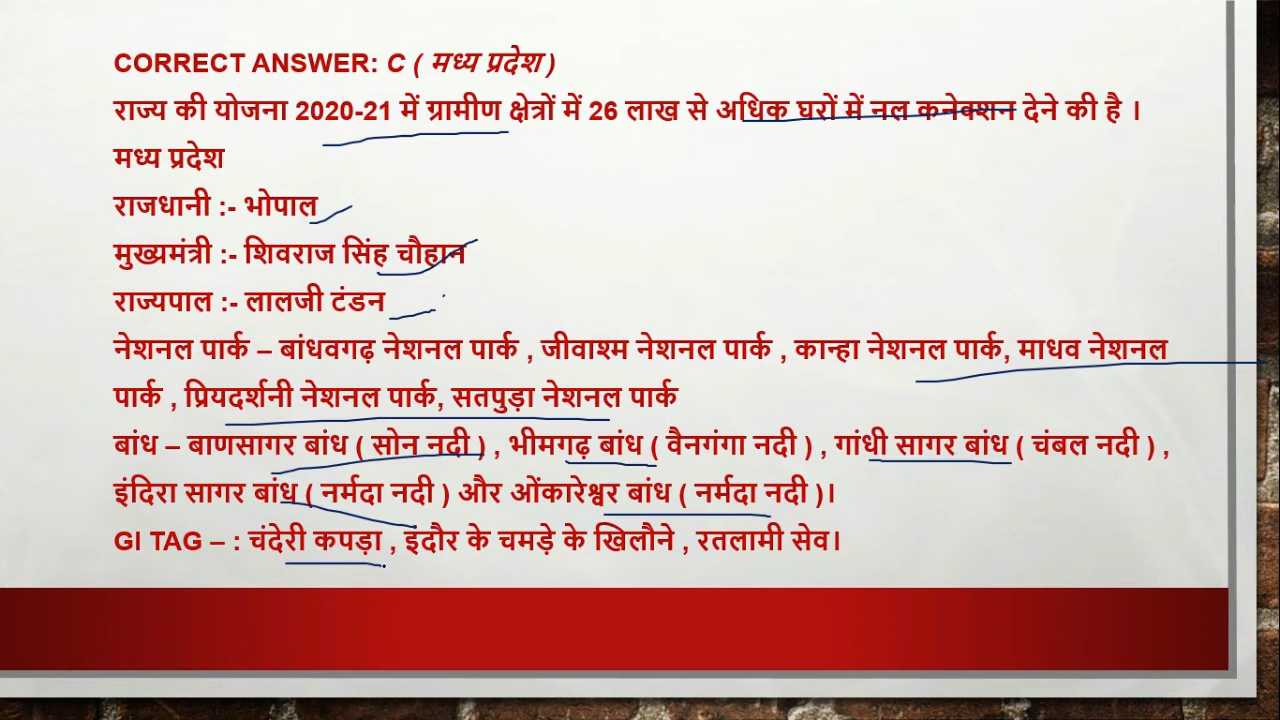 CORRECT ANSWER: C ( मध्य प्रदेश )
राज्य की योजना 2020-21 में ग्रामीण क्षेत्रों में 26 लाख से अधिक घरों में नल कनेक्शन देने की है ।
मध्य प्रदेश
राजधानी :- भोपाल
मुख्यमंत्री :- शिवराज सिंह चौहान
राज्यपाल :- लालजी टंडन
नेशनल पार्क – बांधवगढ़ नेशनल पार्क , जीवाश्म नेशनल पार्क , कान्हा नेशनल पार्क, माधव नेशनल
पार्क , प्रियदर्शनी नेशनल पार्क, सतपुड़ा नेशनल पार्क
बांध – बाणसागर बांध ( सोन नदी ) , भीमगढ़ बांध ( वैनगंगा नदी ) , गांधी सागर बांध ( चंबल नदी ) ,
इंदिरा सागर बांध ( नर्मदा नदी ) और ओंकारेश्वर बांध ( नर्मदा नदी )।
GI TAG – : चंदेरी कपड़ा , इंदौर के चमड़े के खिलौने , रतलामी सेव।